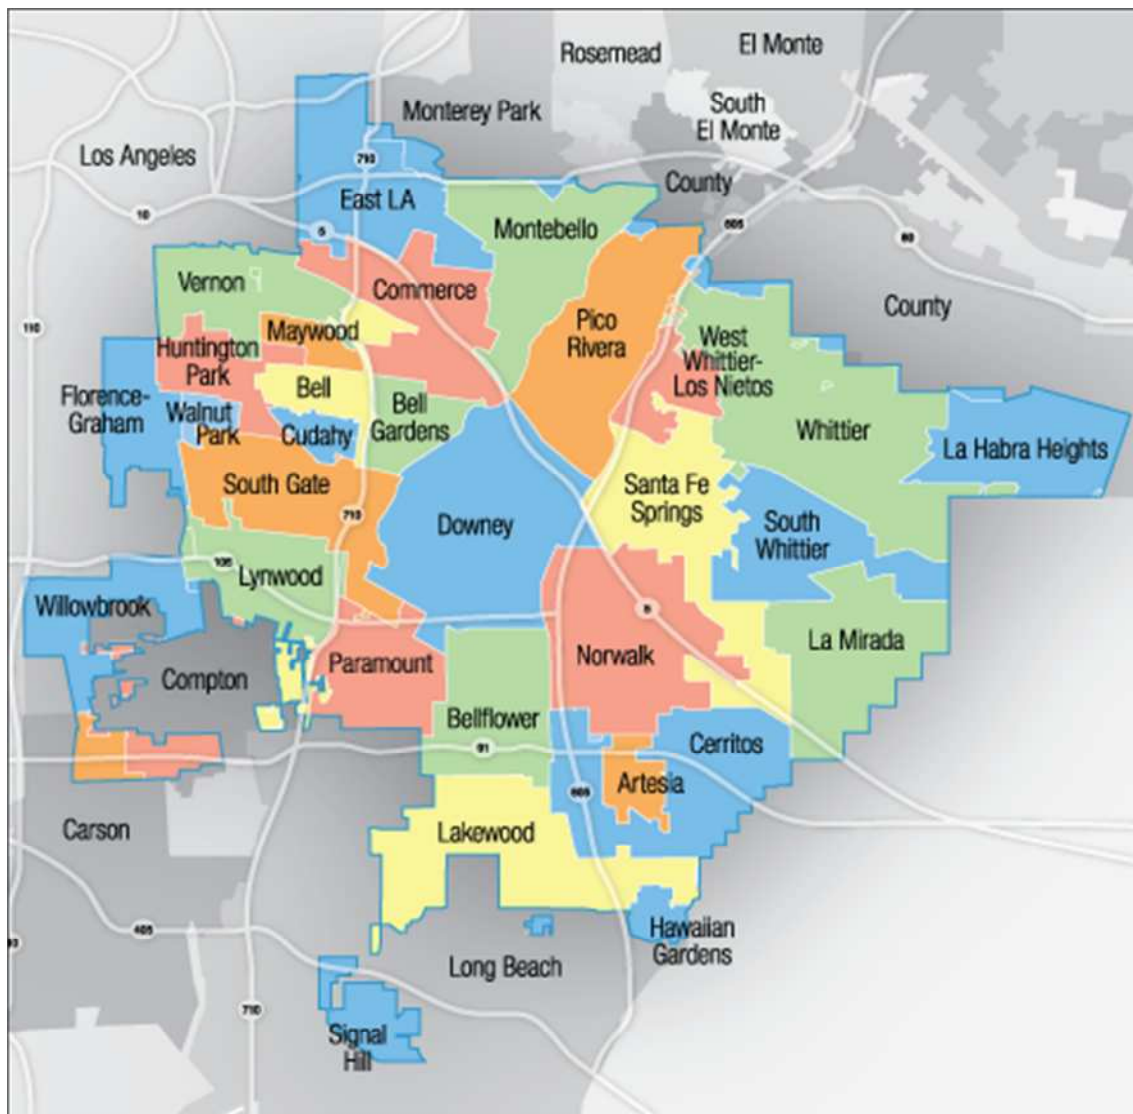 El Monte
Rosemead
South
El Monte
Monterey Park
Los Angeles
710
County
East LA
10
5
605
60
Montebello
Vernon
Commerce
County
110
Maywood
Pico
Rivera
West
Whittier-
Los Nietos
Huntington
Park
Bell
Florence-
Graham
Walnut
Park
Cudahy
Bell
Gardens
Whittier
La Habra Heights
South Gate
Santa Fe
Springs
710
Downey
South
Whittier
105
Lynwood
Willowbrook
5
La Mirada
Norwalk
Paramount
Compton
Bellflower
91
Cerritos
Artesia
605
Carson
Lakewood
405
Hawaiian
Gardens
Long Beach
710
Signal
Hill